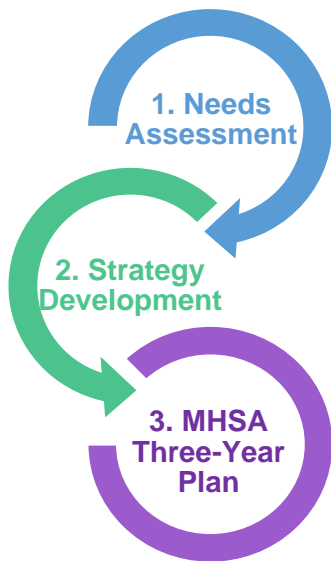 1. Needs
Assessment
2. Strategy
Development
3. MHSA
Three-Year
Plan